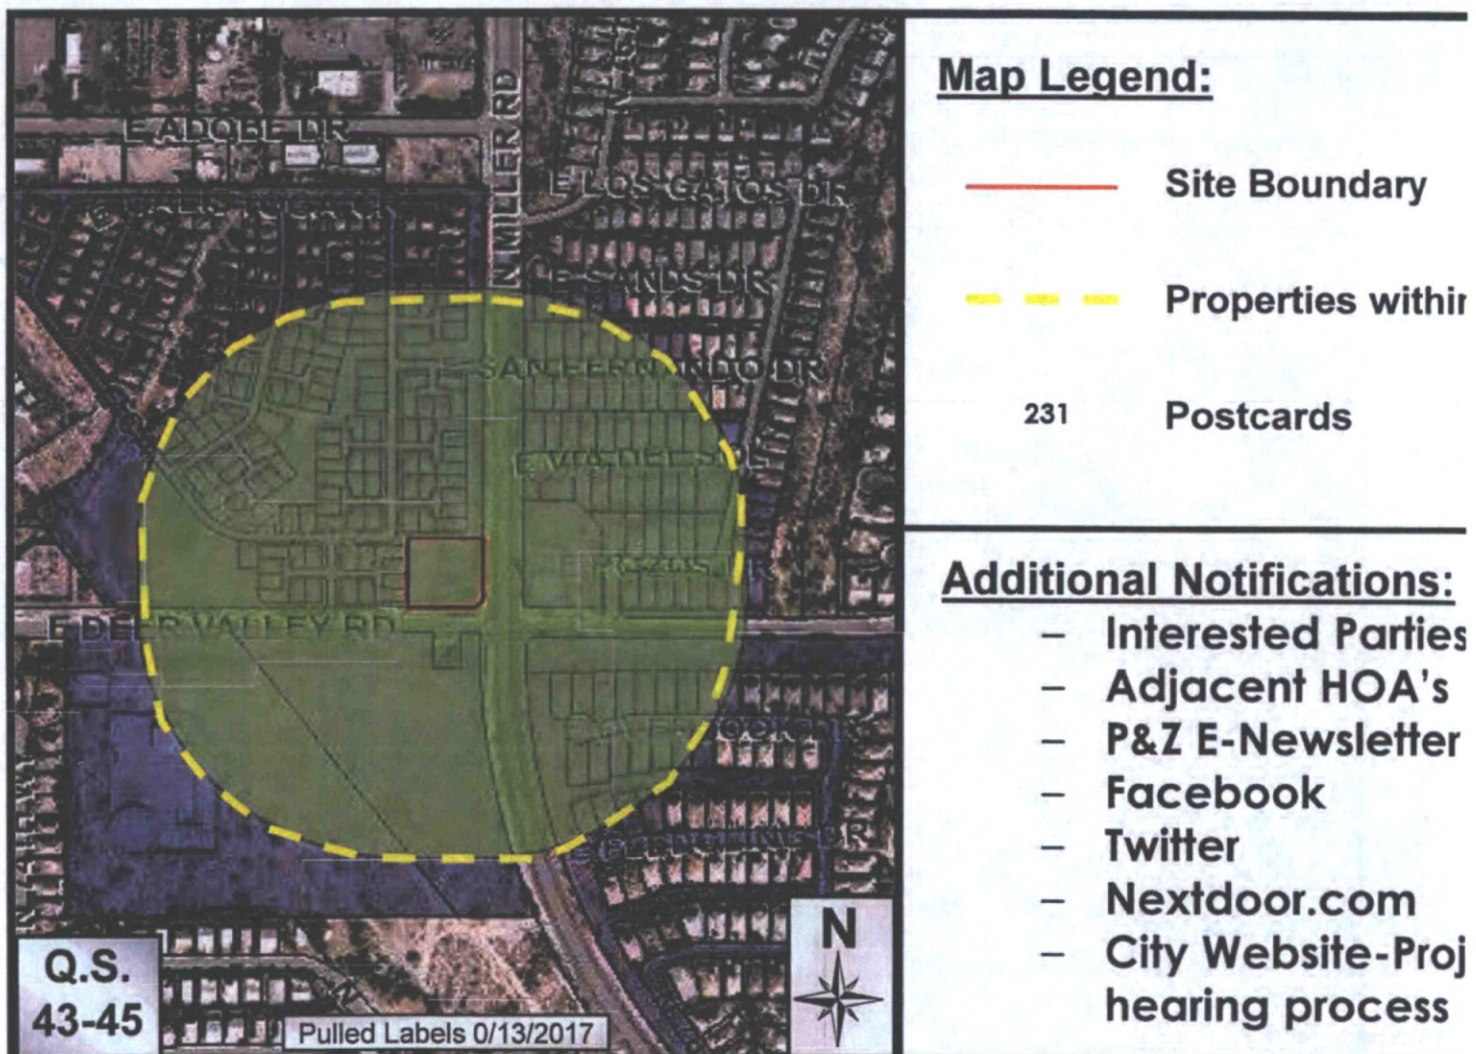 E ADOBE DR
N MILLER RD
E LOS GATOS DR
E SANDS DR
SAN FERNANDO DR
E DEER VALLEY RD
Q.S.
43-45
Pulled Labels 0/13/2017
N
Map Legend:
Site Boundary
Properties within
231 Postcards
Additional Notifications:
– Interested Parties
– Adjacent HOA's
– P&Z E-Newsletter
– Facebook
– Twitter
– Nextdoor.com
– City Website-Proj
hearing process